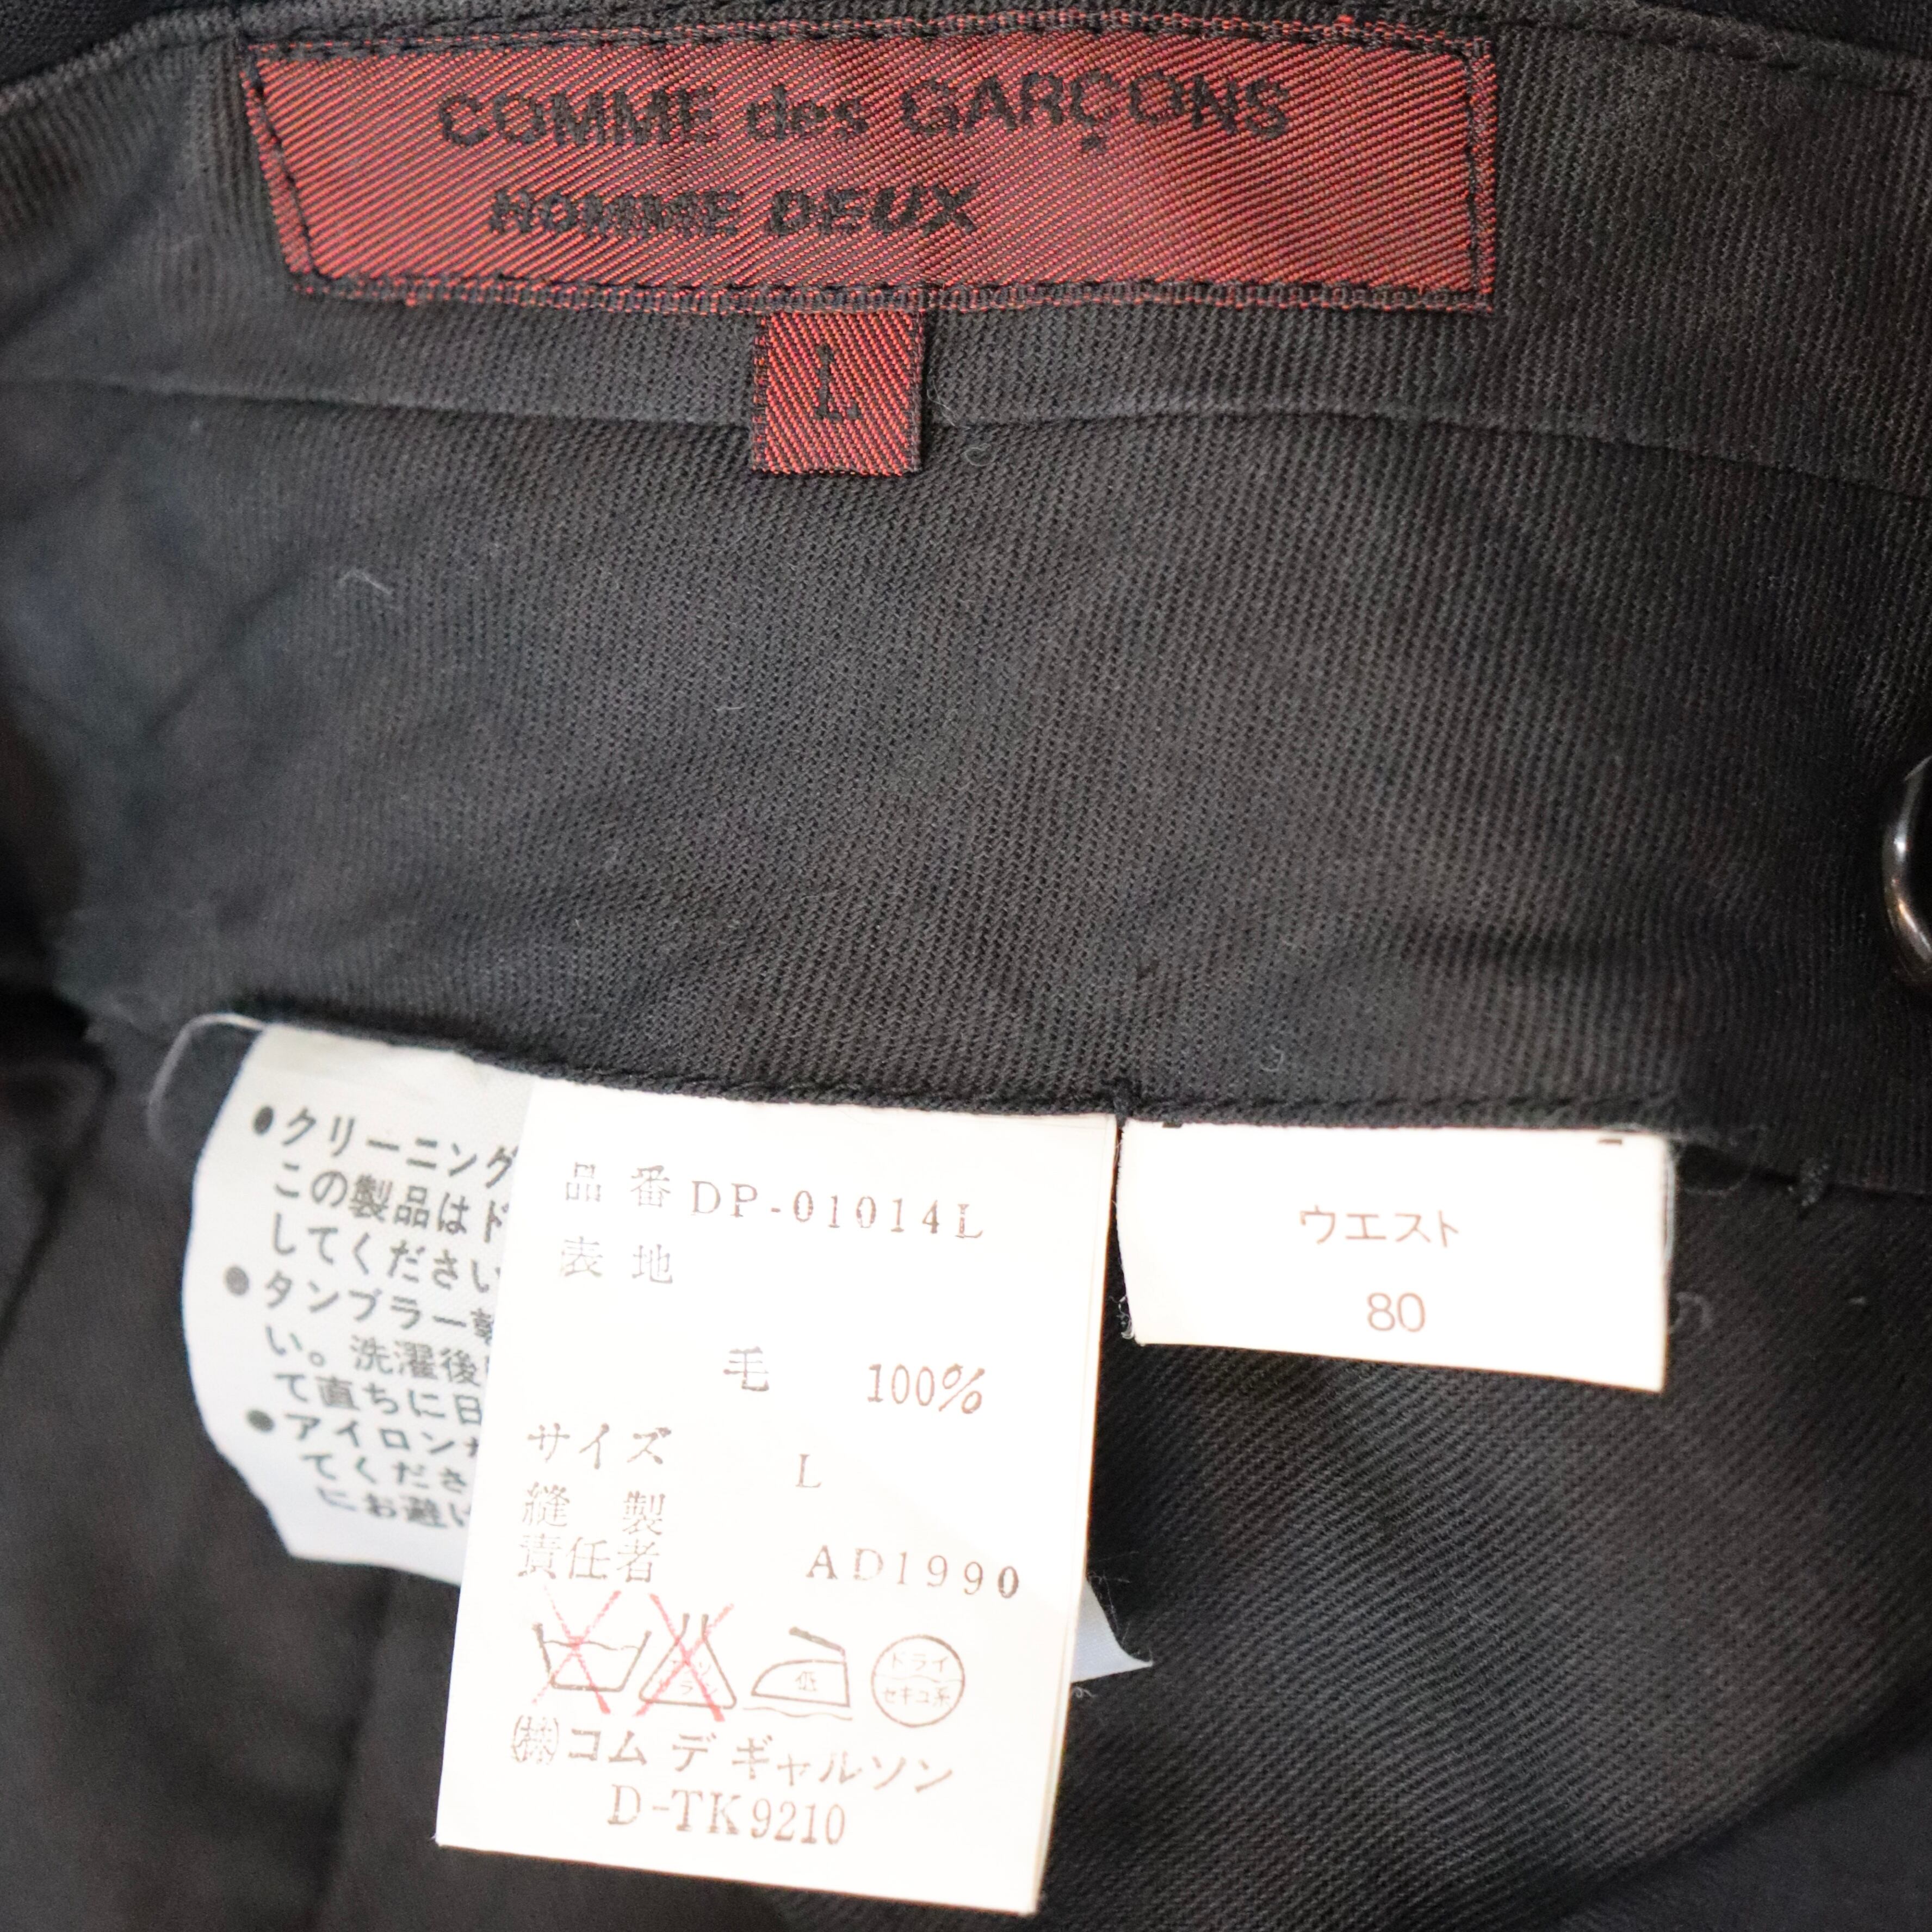 COMME des GARÇONS
HOMME DEUX
L
●クリーニング
この製品はド
してください
●タンブラー乾
い。洗濯後
て直ちに日
●アイロン
てくださ
にお避け
品 番 DP-01014L
表 地
毛 100%
サイズ L
縫 製
責任者 AD1990
低
ドライ
セキユ系
㈱コム デ ギャルソン
D-TK9210
ウエスト
80